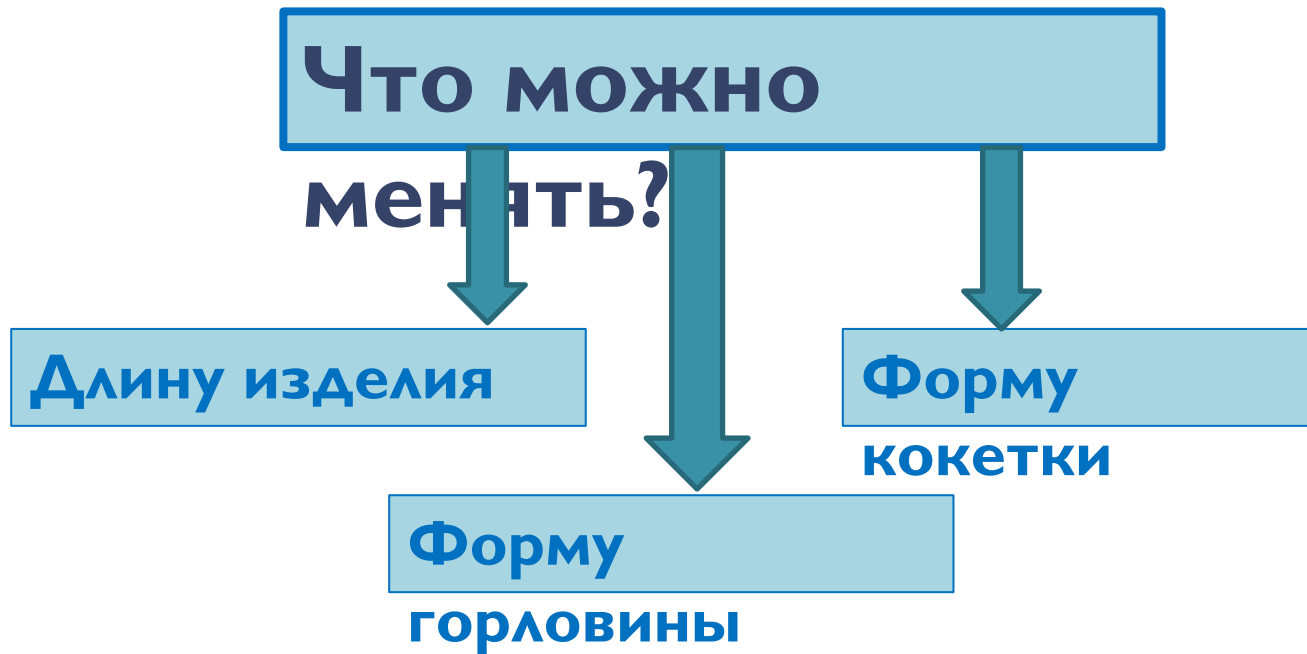 Что можно
менять?
Длину изделия
Форму
кокетки
Форму
горловины